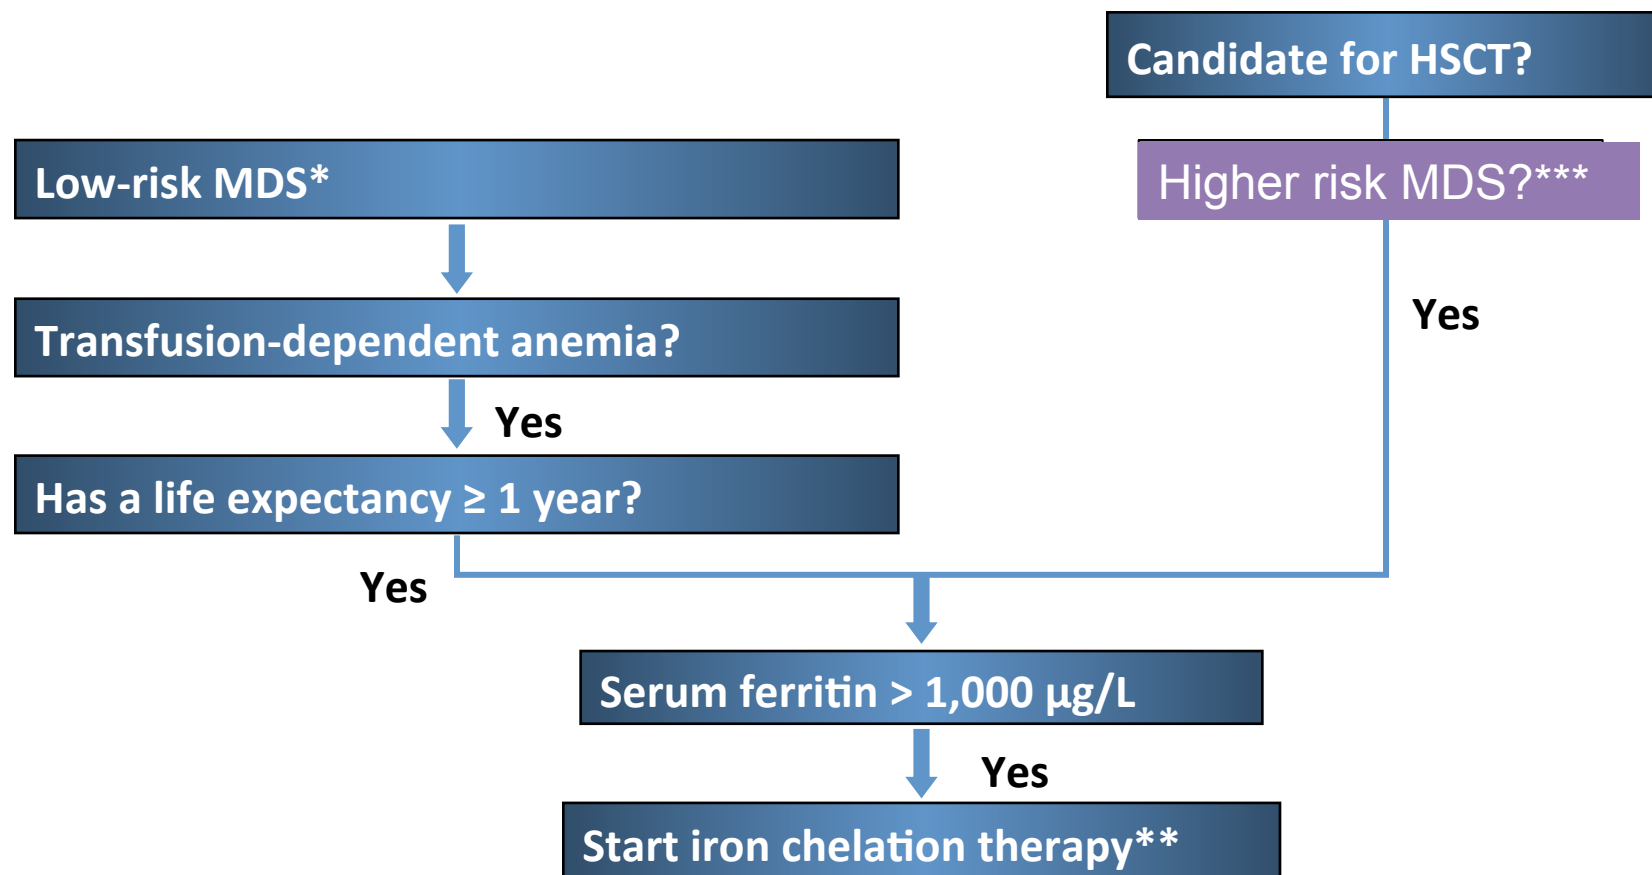 Candidate for HSCT?
Low-risk MDS*
Higher risk MDS?***
Yes
Transfusion-dependent anemia?
Yes
Has a life expectancy ≥ 1 year?
Yes
Serum ferritin > 1,000 µg/L
Yes
Start iron chelation therapy**